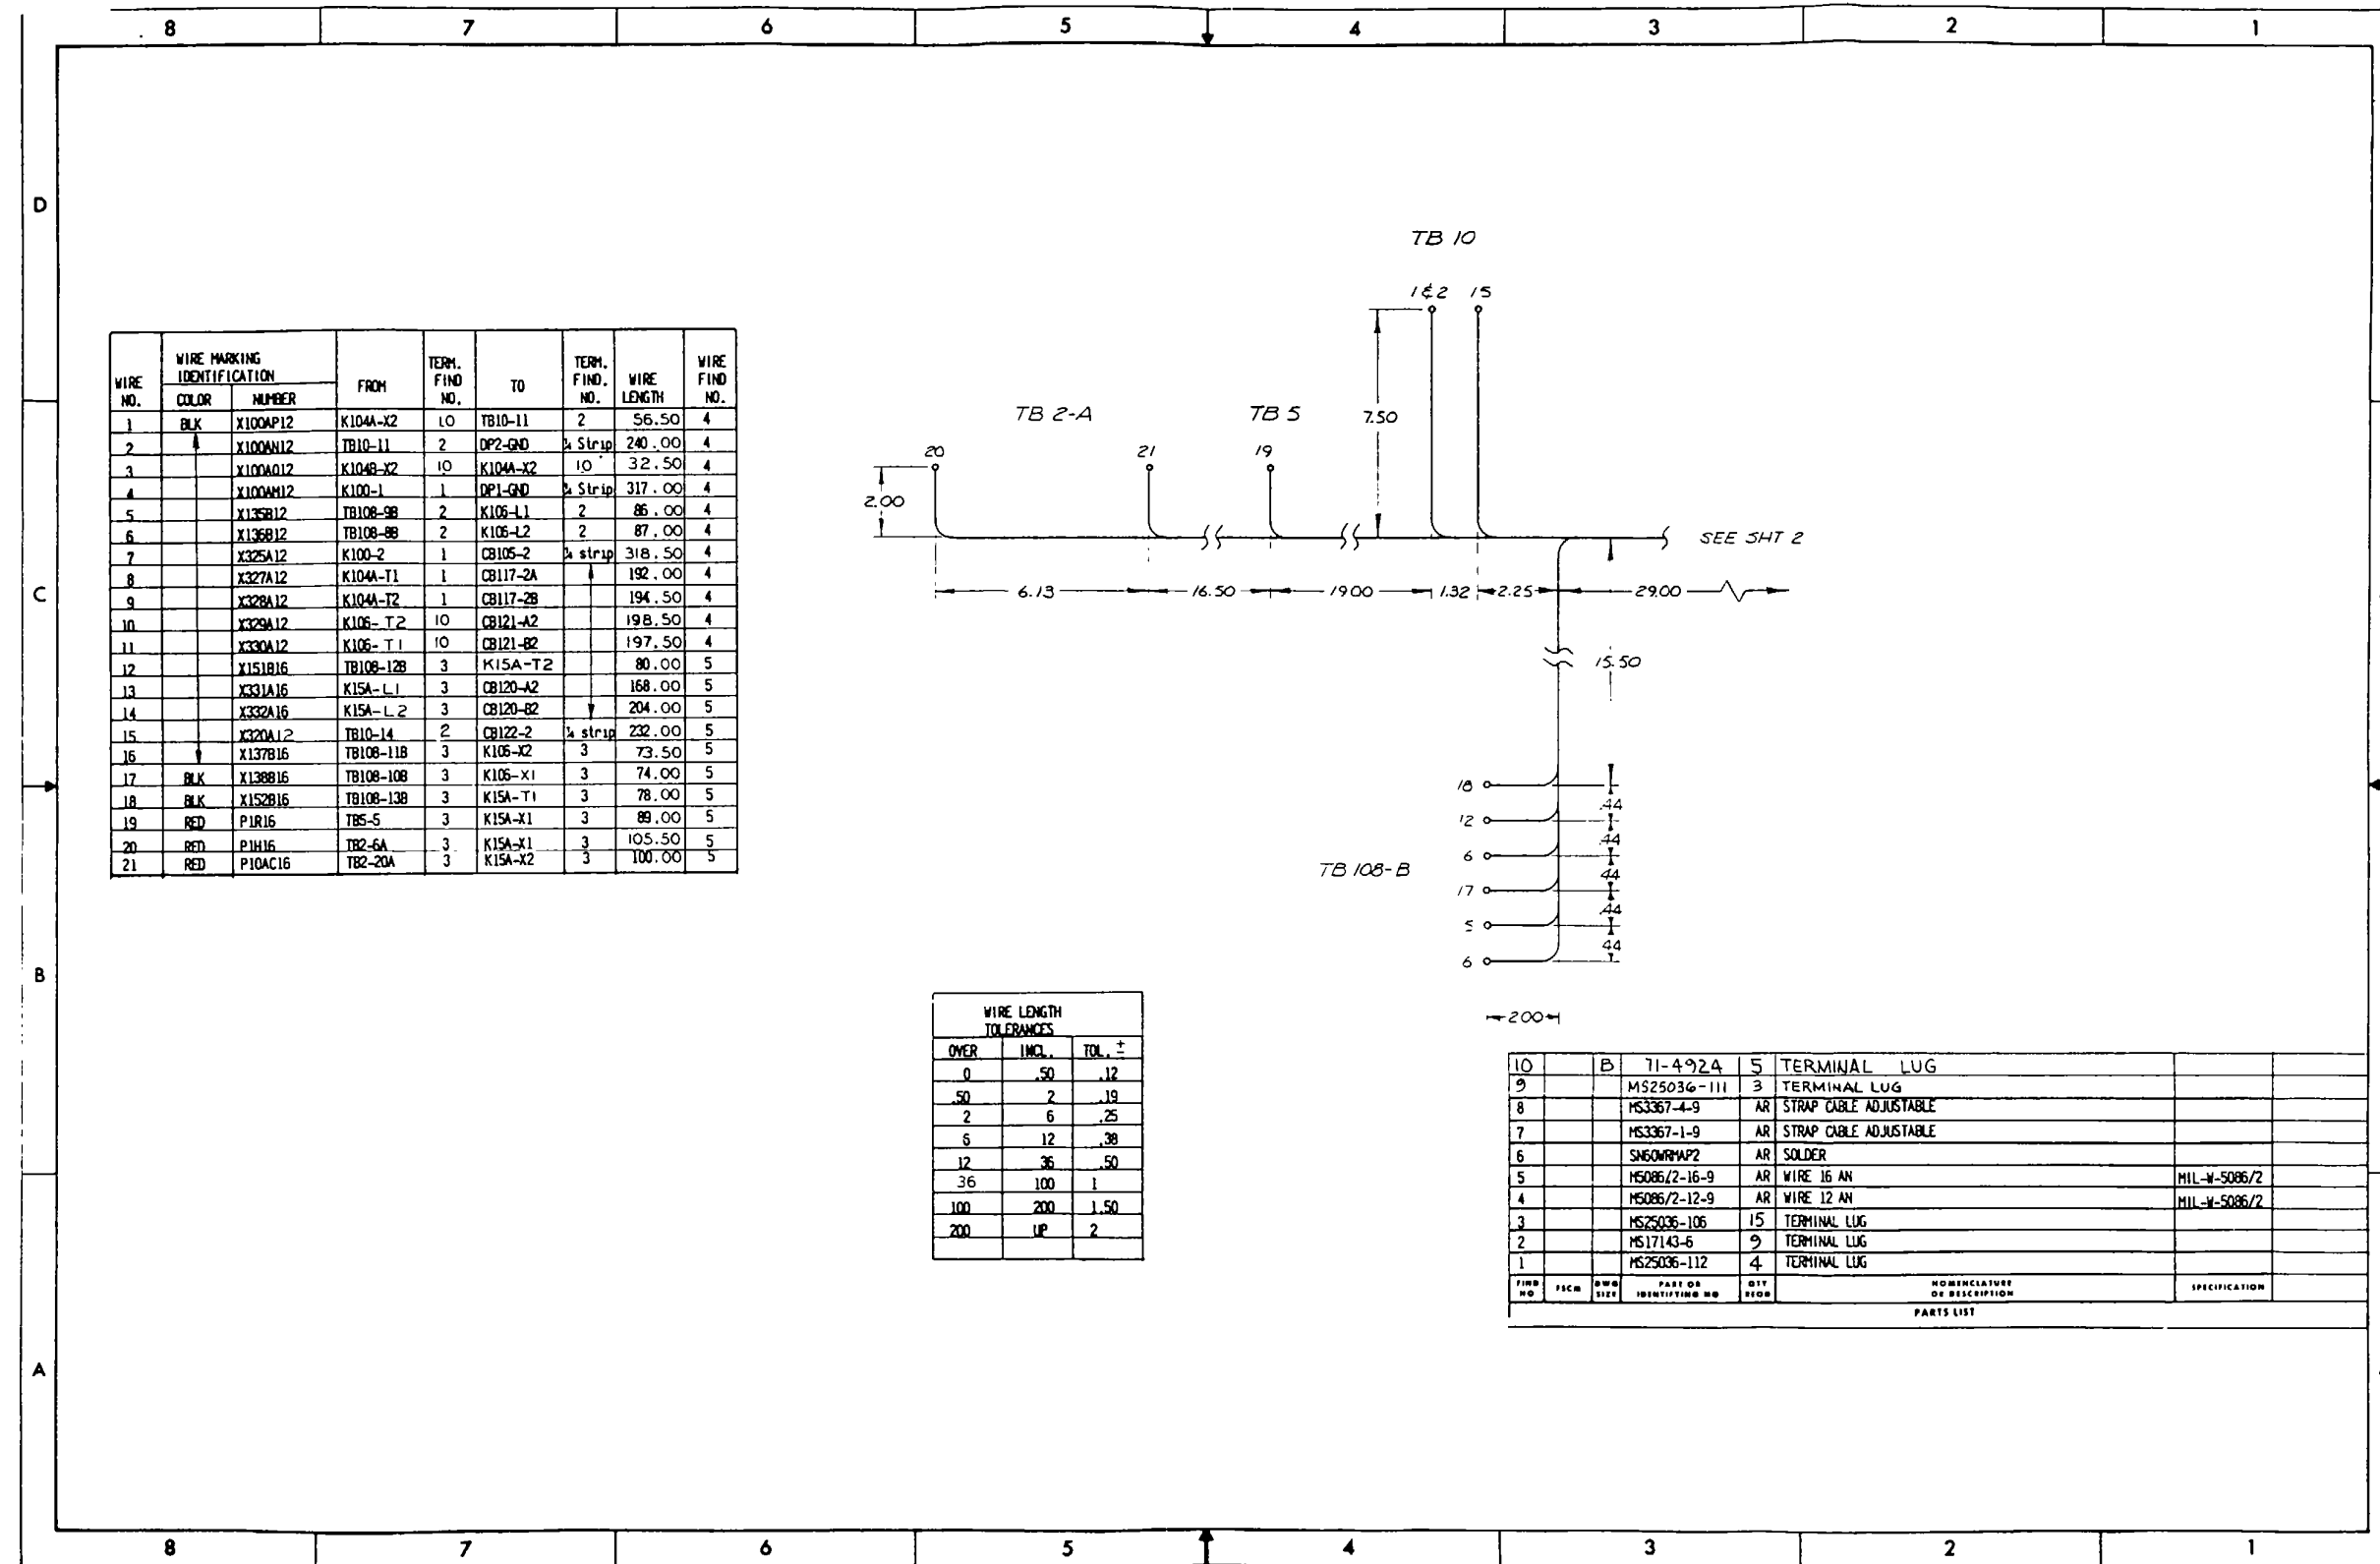 8 7 6 5 4 3 2 1
D
C
B
A
WIRE NO. WIRE MARKING IDENTIFICATION COLOR NUMBER FROM TERM. FIND NO. TO TERM. FIND. NO. WIRE LENGTH WIRE FIND NO.
1 BLK X100AP12 K104A-X2 10 TB10-11 2 56.50 4
2 X100AN12 TB10-11 2 DP2-GND ¼ Strip 240.00 4
3 X100AO12 K104B-X2 10 K104A-X2 10 32.50 4
4 X100AM12 K100-1 1 DP1-GND ¼ Strip 317.00 4
5 X135B12 TB108-9B 2 K106-L1 2 86.00 4
6 X136B12 TB108-8B 2 K106-L2 2 87.00 4
7 X325A12 K100-2 1 CB105-2 ¼ strip 318.50 4
8 X327A12 K104A-T1 1 CB117-2A 192.00 4
9 X328A12 K104A-T2 1 CB117-2B 194.50 4
10 X329A12 K106-T2 10 CB121-A2 198.50 4
11 X330A12 K106-T1 10 CB121-B2 197.50 4
12 X151B16 TB108-12B 3 K15A-T2 80.00 5
13 X331A16 K15A-L1 3 CB120-A2 168.00 5
14 X332A16 K15A-L2 3 CB120-B2 204.00 5
15 X320A12 TB10-14 2 CB122-2 ¼ strip 232.00 5
16 X137B16 TB108-11B 3 K106-X2 3 73.50 5
17 BLK X138B16 TB108-10B 3 K106-X1 3 74.00 5
18 BLK X152B16 TB108-13B 3 K15A-T1 3 78.00 5
19 RED P1R16 TB5-5 3 K15A-X1 3 89.00 5
20 RED P1H16 TB2-6A 3 K15A-X1 3 105.50 5
21 RED P10AC16 TB2-20A 3 K15A-X2 3 100.00 5
TB 10
1&2 15
TB 2-A TB 5 7.50
20 21 19
2.00
SEE SHT 2
6.13 16.50 19.00 1.32 2.25 29.00
15.50
18
.44
12
.44
6
.44
17
.44
5
.44
6
TB 108-B
2.00
WIRE LENGTH
TOLERANCES
OVER INCL. TOL. ±
0 .50 .12
.50 2 .19
2 6 .25
6 12 .38
12 36 .50
36 100 1
100 200 1.50
200 UP 2
10 B 71-4924 5 TERMINAL LUG
9 MS25036-111 3 TERMINAL LUG
8 MS3367-4-9 AR STRAP CABLE ADJUSTABLE
7 MS3367-1-9 AR STRAP CABLE ADJUSTABLE
6 SN60WRMAP2 AR SOLDER
5 M5086/2-16-9 AR WIRE 16 AN MIL-W-5086/2
4 M5086/2-12-9 AR WIRE 12 AN MIL-W-5086/2
3 MS25036-106 15 TERMINAL LUG
2 MS17143-6 9 TERMINAL LUG
1 MS25036-112 4 TERMINAL LUG
FIND NO FSCM DWG SIZE PART OR IDENTIFYING NO QTY REQD NOMENCLATURE OR DESCRIPTION SPECIFICATION
PARTS LIST
8 7 6 5 4 3 2 1